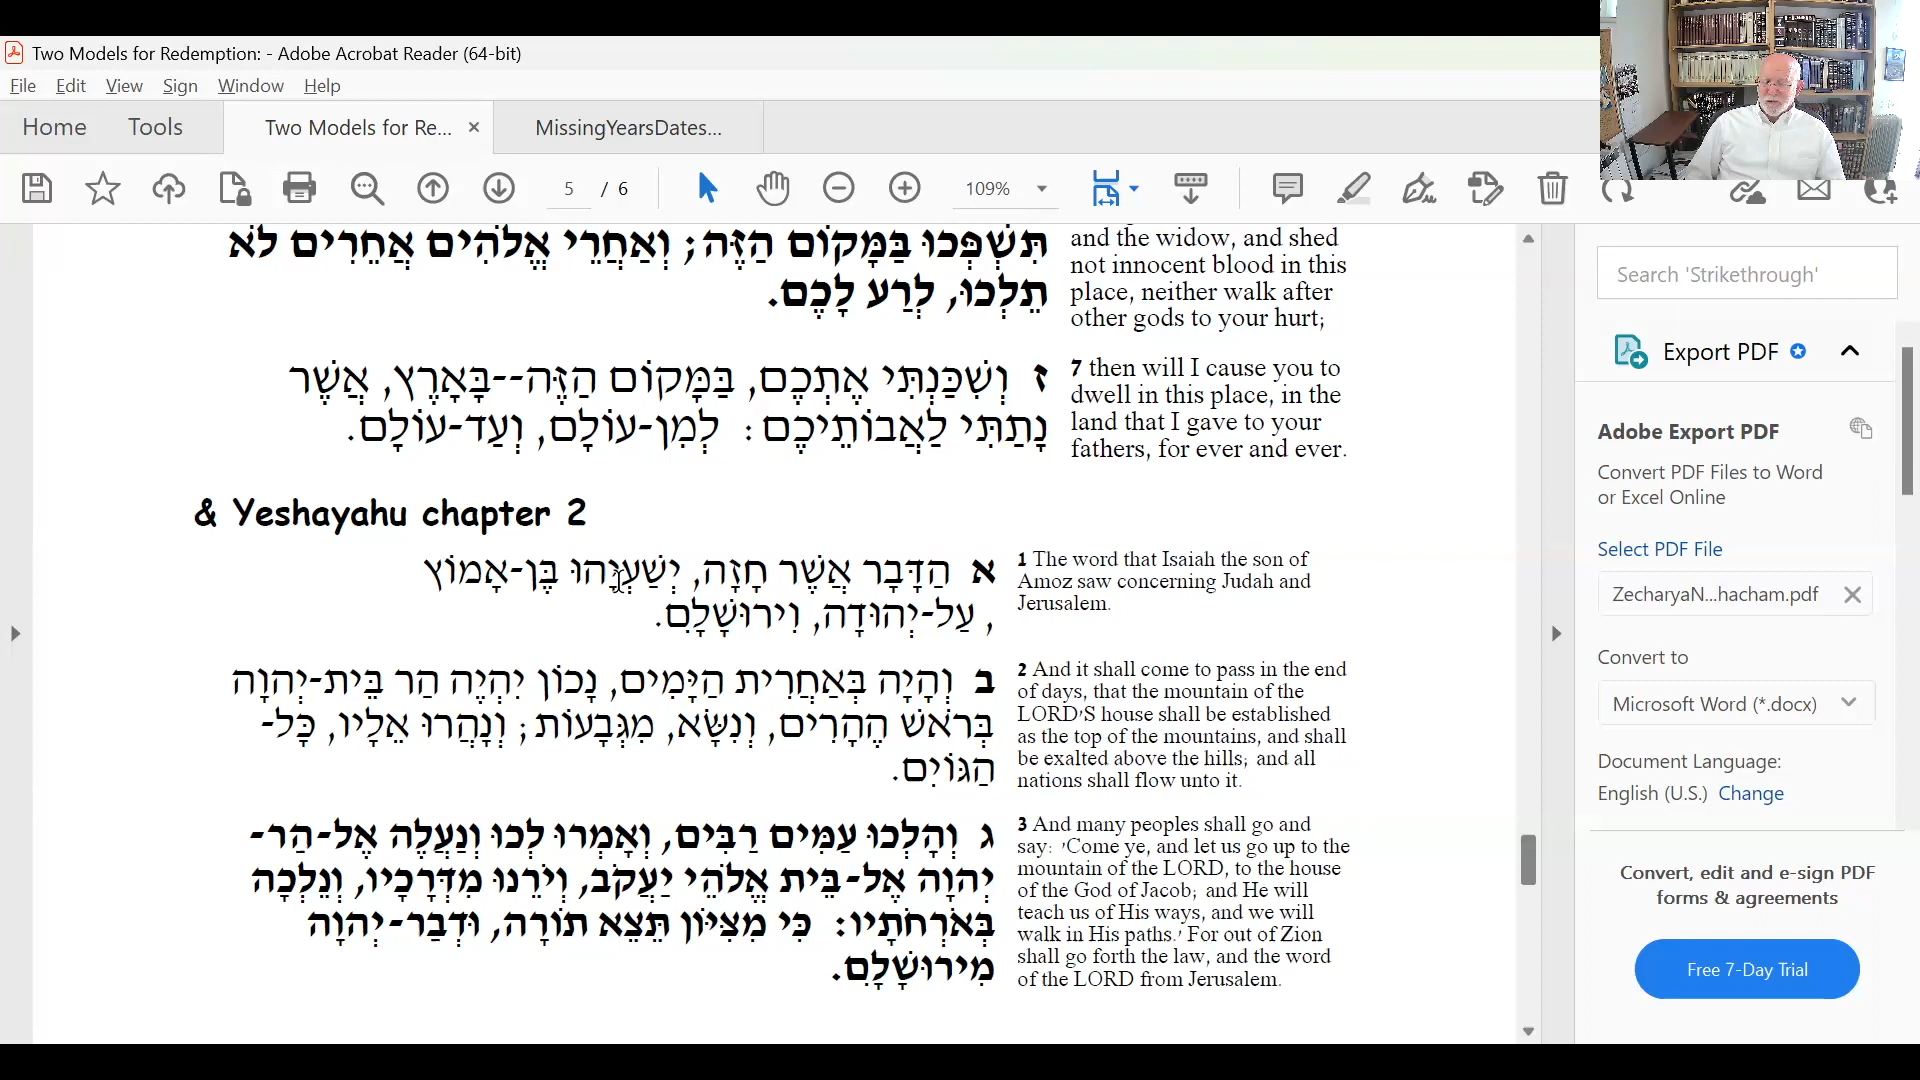 Two Models for Redemption: - Adobe Acrobat Reader (64-bit)
File Edit View Sign Window Help
Home Tools Two Models for Re... × MissingYearsDates...
5 / 6 109%
תִּשְׁפְּכוּ בַּמָּקוֹם הַזֶּה; וְאַחֲרֵי אֱלֹהִים אֲחֵרִים לֹא
תֵלְכוּ, לְרַע לָכֶם.
and the widow, and shed
not innocent blood in this
place, neither walk after
other gods to your hurt;
ז וְשִׁכַּנְתִּי אֶתְכֶם, בַּמָּקוֹם הַזֶּה--בָּאָרֶץ, אֲשֶׁר
נָתַתִּי לַאֲבוֹתֵיכֶם: לְמִן-עוֹלָם, וְעַד-עוֹלָם.
7 then will I cause you to
dwell in this place, in the
land that I gave to your
fathers, for ever and ever.
& Yeshayahu chapter 2
א הַדָּבָר אֲשֶׁר חָזָה, יְשַׁעְיָהוּ בֶּן-אָמוֹץ
, עַל-יְהוּדָה, וִירוּשָׁלִָם.
1 The word that Isaiah the son of
Amoz saw concerning Judah and
Jerusalem.
ב וְהָיָה בְּאַחֲרִית הַיָּמִים, נָכוֹן יִהְיֶה הַר בֵּית-יְהוָה
בְּרֹאשׁ הֶהָרִים, וְנִשָּׂא, מִגְּבָעוֹת; וְנָהֲרוּ אֵלָיו, כָּל-
הַגּוֹיִם.
2 And it shall come to pass in the end
of days, that the mountain of the
LORD'S house shall be established
as the top of the mountains, and shall
be exalted above the hills; and all
nations shall flow unto it.
ג וְהָלְכוּ עַמִּים רַבִּים, וְאָמְרוּ לְכוּ וְנַעֲלֶה אֶל-הַר-
יְהוָה אֶל-בֵּית אֱלֹהֵי יַעֲקֹב, וְיֹרֵנוּ מִדְּרָכָיו, וְנֵלְכָה
בְּאֹרְחֹתָיו: כִּי מִצִּיּוֹן תֵּצֵא תוֹרָה, וּדְבַר-יְהוָה
מִירוּשָׁלִָם.
3 And many peoples shall go and
say: 'Come ye, and let us go up to the
mountain of the LORD, to the house
of the God of Jacob; and He will
teach us of His ways, and we will
walk in His paths.' For out of Zion
shall go forth the law, and the word
of the LORD from Jerusalem.
Search 'Strikethrough'
Export PDF
Adobe Export PDF
Convert PDF Files to Word
or Excel Online
Select PDF File
ZecharyaN...hacham.pdf
Convert to
Microsoft Word (*.docx)
Document Language:
English (U.S.) Change
Convert, edit and e-sign PDF
forms & agreements
Free 7-Day Trial